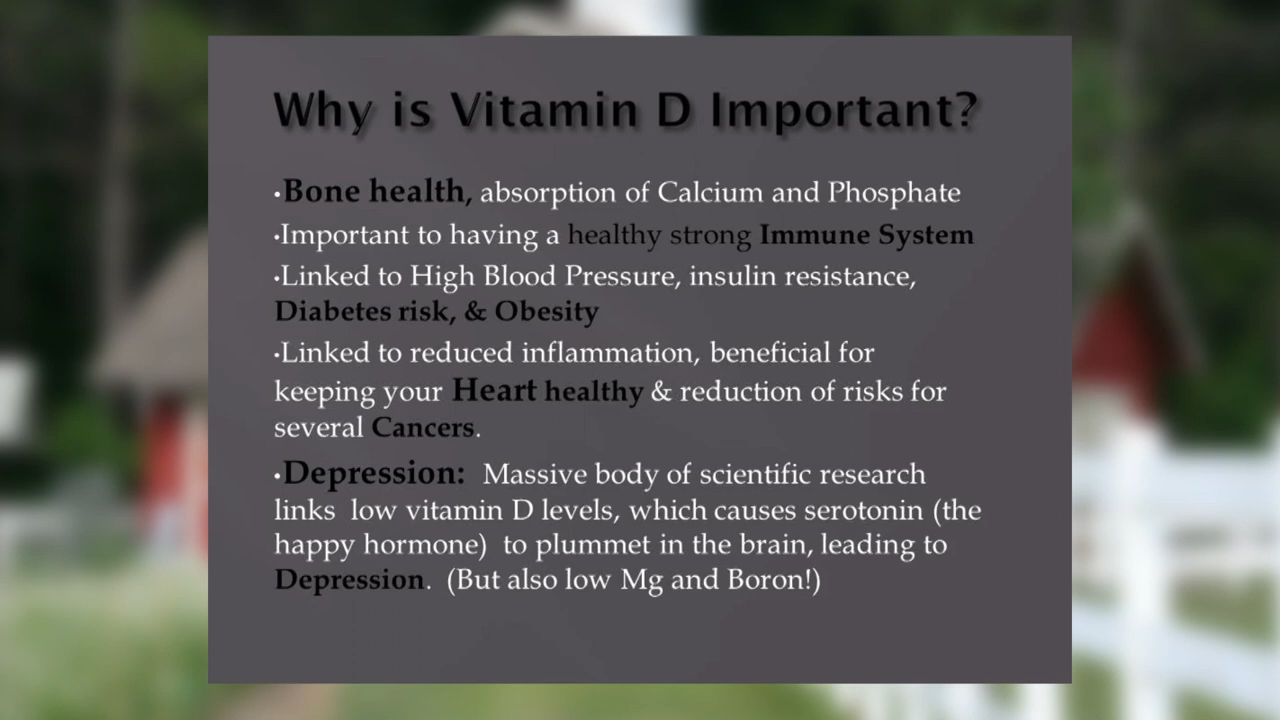 Why is Vitamin D Important?
•Bone health, absorption of Calcium and Phosphate
•Important to having a healthy strong Immune System
•Linked to High Blood Pressure, insulin resistance,
Diabetes risk, & Obesity
•Linked to reduced inflammation, beneficial for
keeping your Heart healthy & reduction of risks for
several Cancers.
•Depression:  Massive body of scientific research
links  low vitamin D levels, which causes serotonin (the
happy hormone)  to plummet in the brain, leading to
Depression.  (But also low Mg and Boron!)